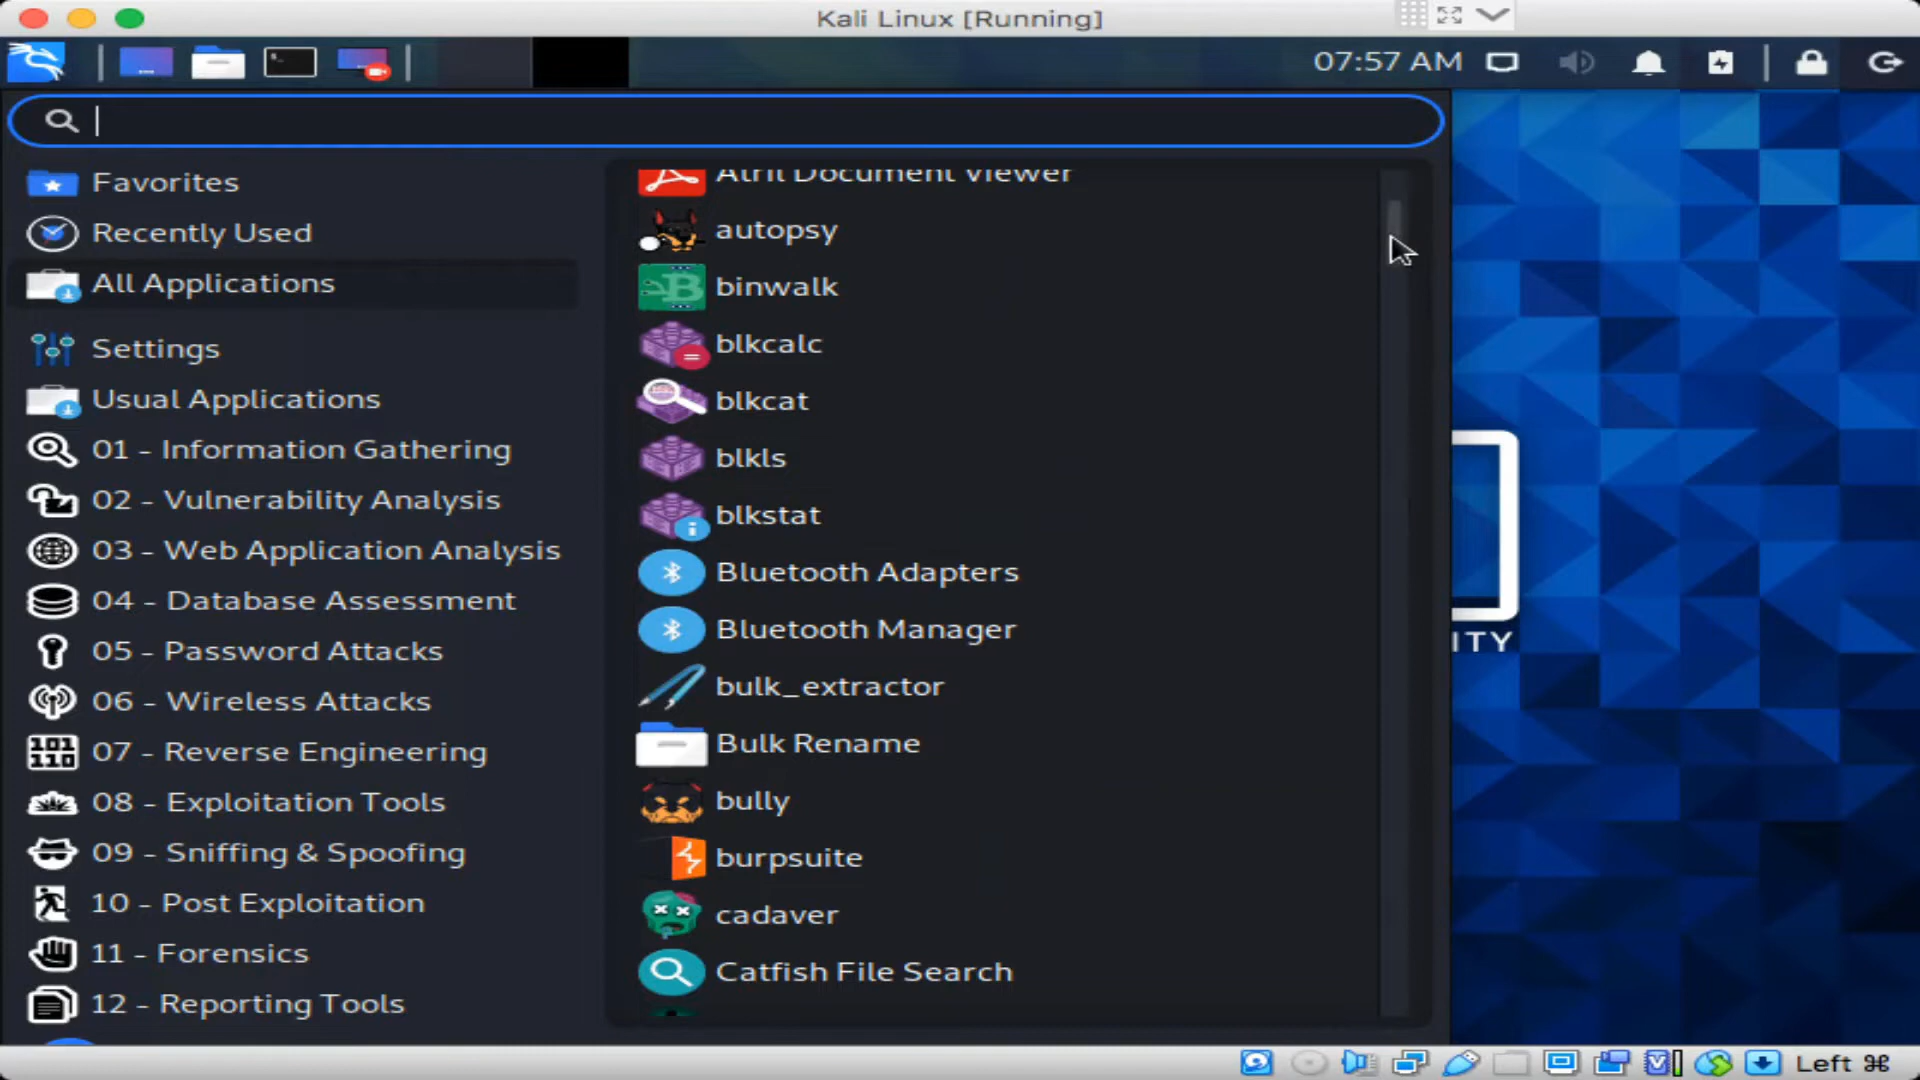 Kali Linux [Running]
07:57 AM
Favorites
Recently Used
All Applications
Settings
Usual Applications
01 - Information Gathering
02 - Vulnerability Analysis
03 - Web Application Analysis
04 - Database Assessment
05 - Password Attacks
06 - Wireless Attacks
07 - Reverse Engineering
08 - Exploitation Tools
09 - Sniffing & Spoofing
10 - Post Exploitation
11 - Forensics
12 - Reporting Tools
Atril Document Viewer
autopsy
binwalk
blkcalc
blkcat
blkls
blkstat
Bluetooth Adapters
Bluetooth Manager
bulk_extractor
Bulk Rename
bully
burpsuite
cadaver
Catfish File Search
ITY
Left ⌘